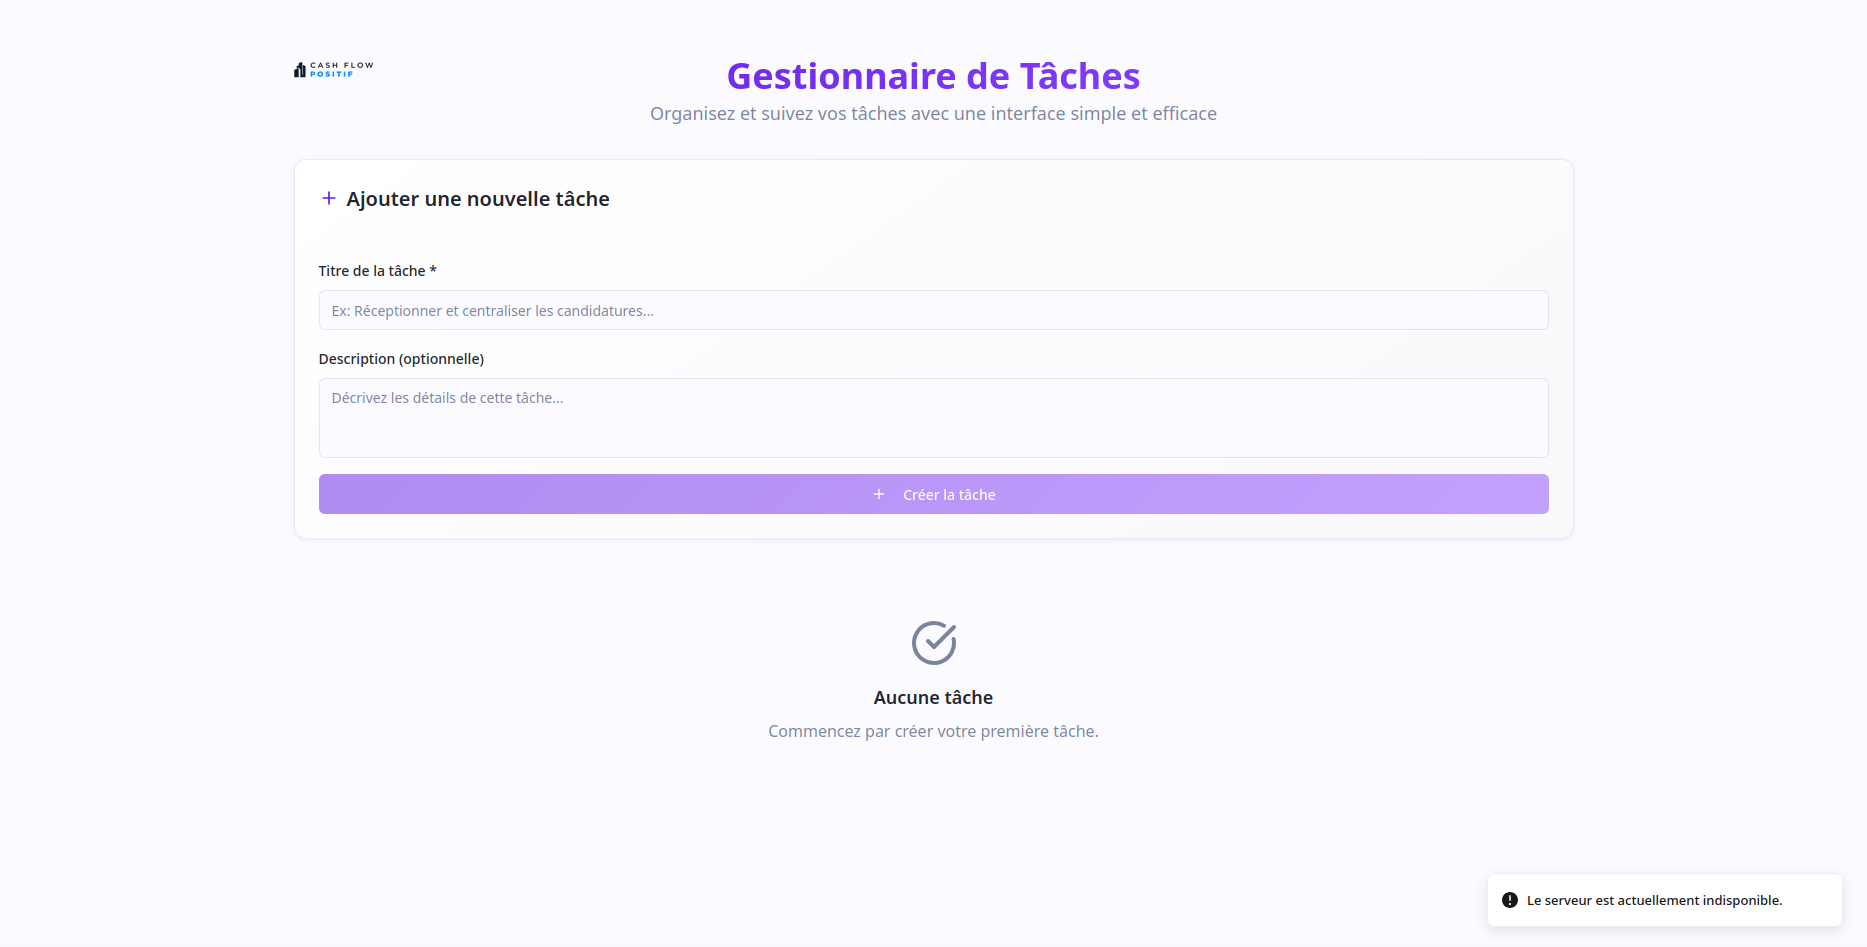 CASH FLOW
POSITIF
Gestionnaire de Tâches
Organisez et suivez vos tâches avec une interface simple et efficace
Ajouter une nouvelle tâche
Titre de la tâche *
Ex: Réceptionner et centraliser les candidatures...
Description (optionnelle)
Décrivez les détails de cette tâche...
Créer la tâche
Aucune tâche
Commencez par créer votre première tâche.
Le serveur est actuellement indisponible.